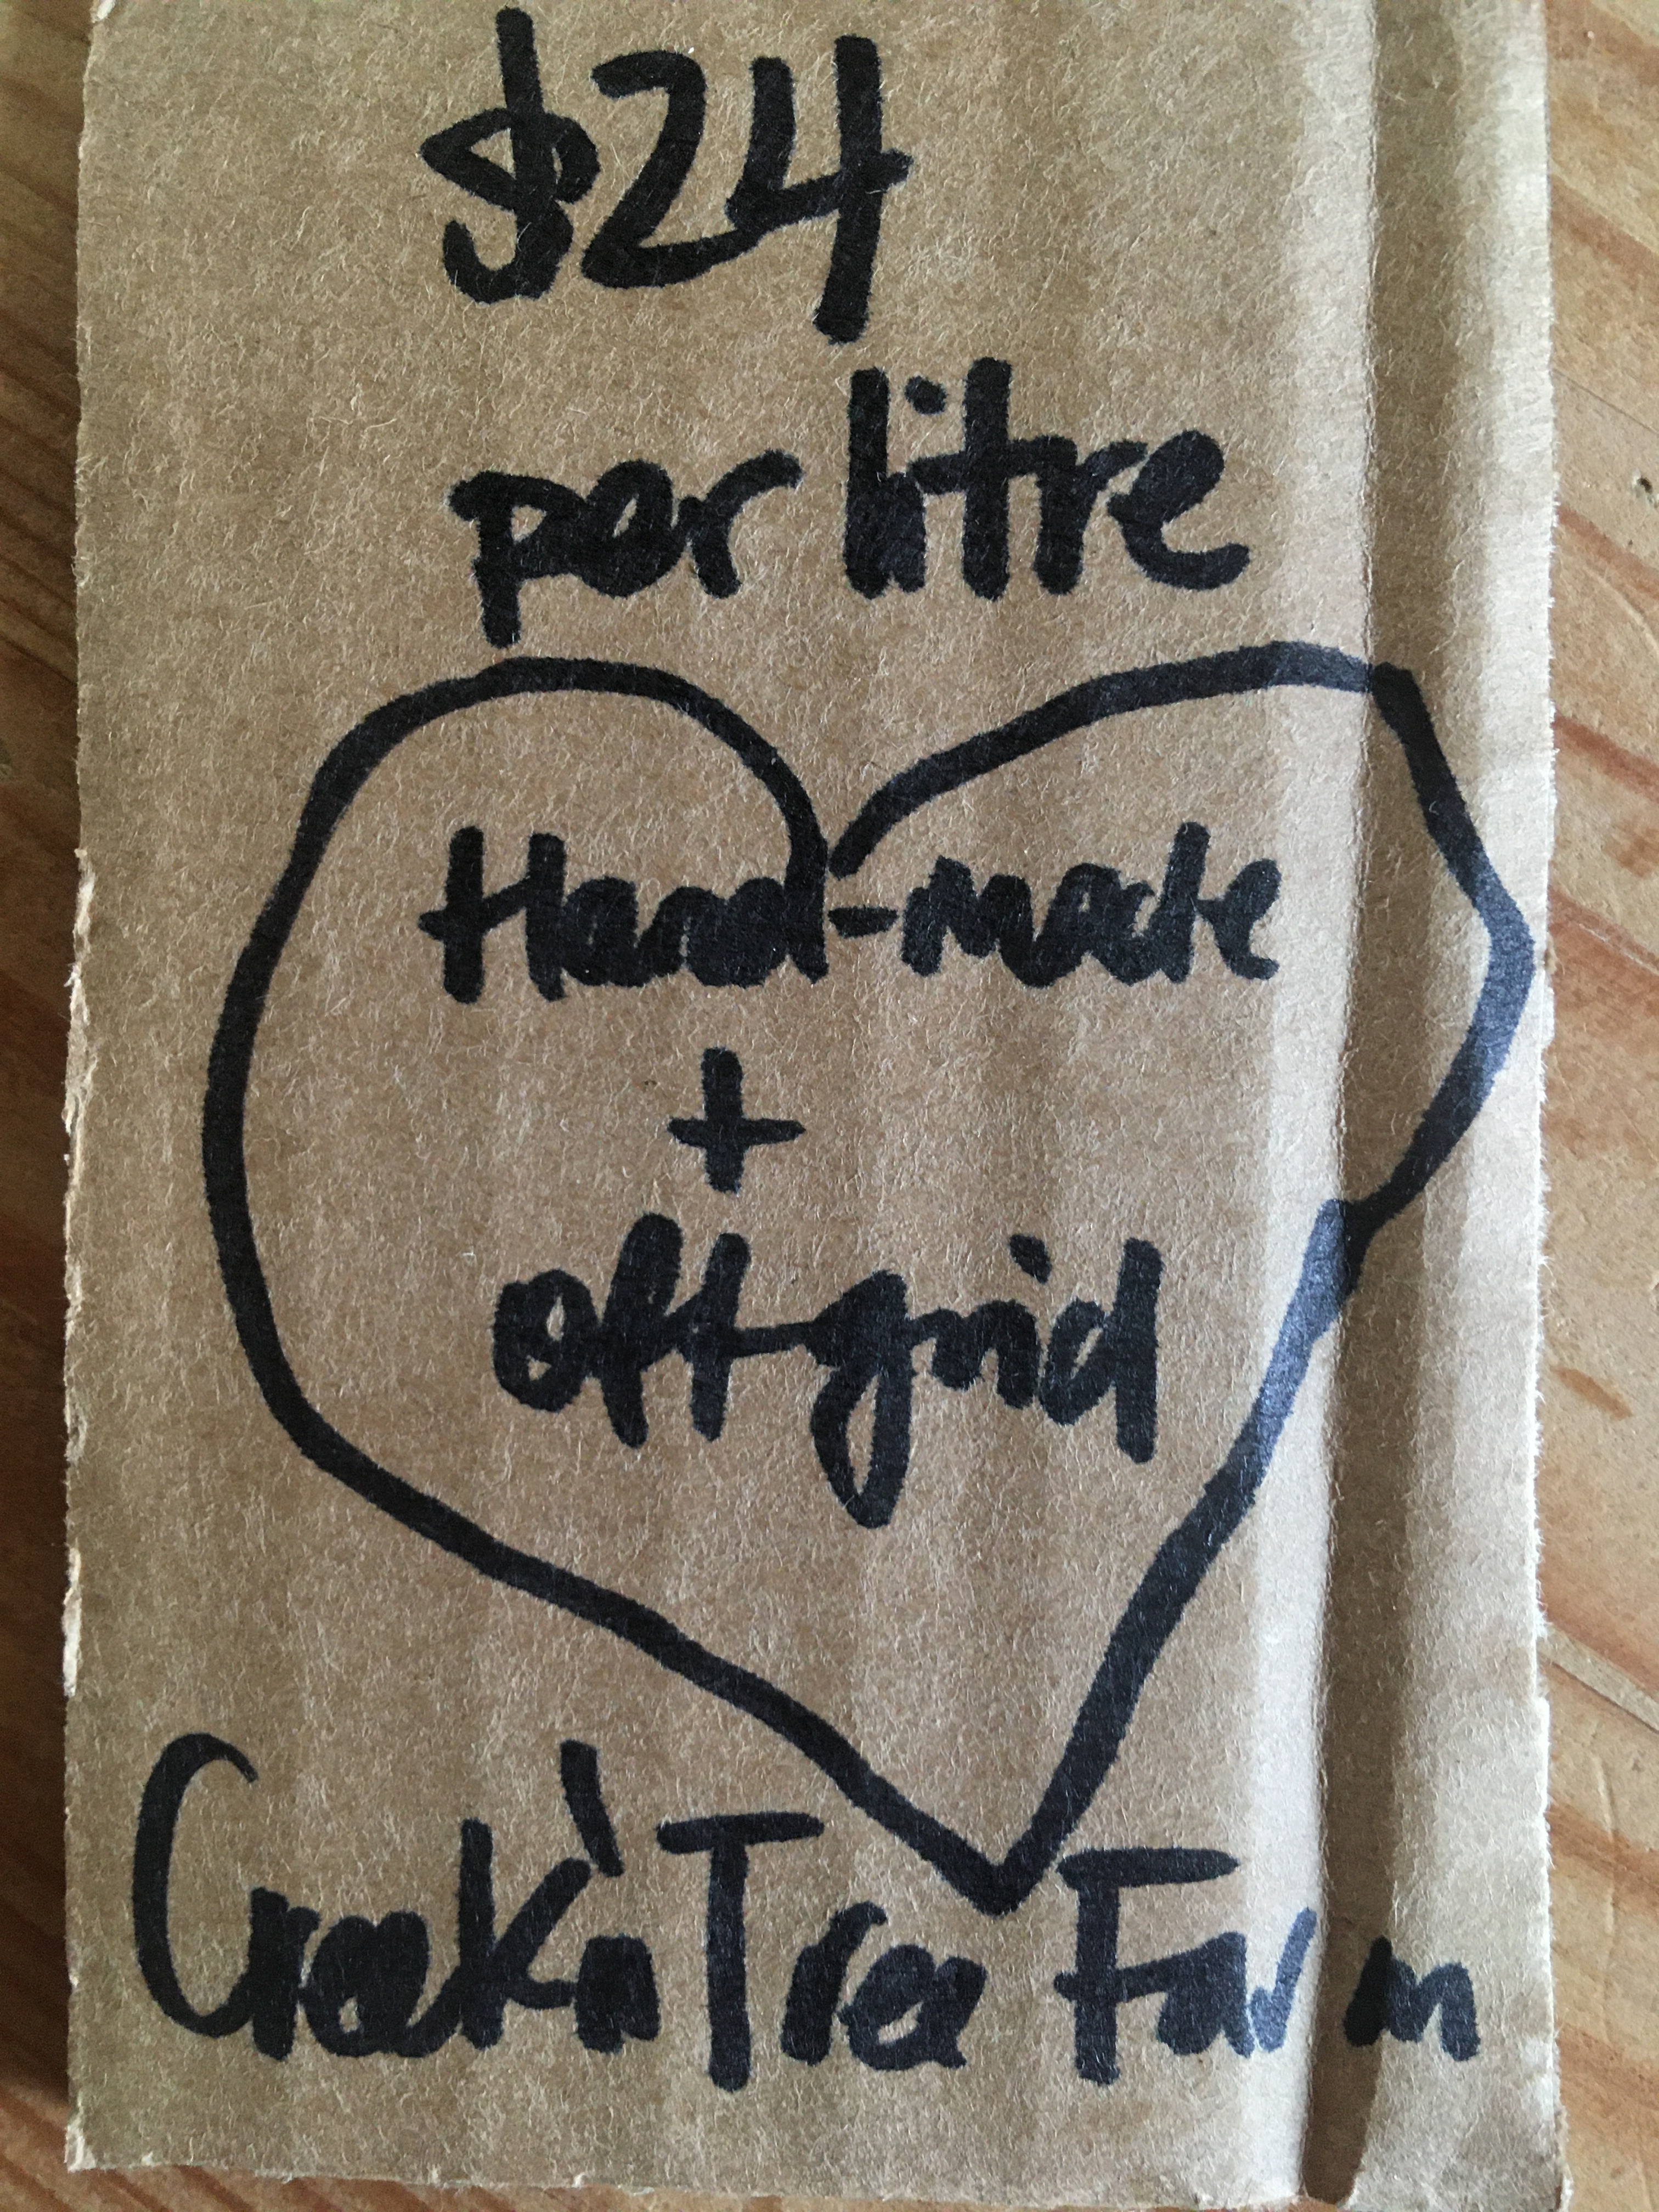 $24
per litre
Hand-made
+
off-grid
Creek 'n Tree Farm